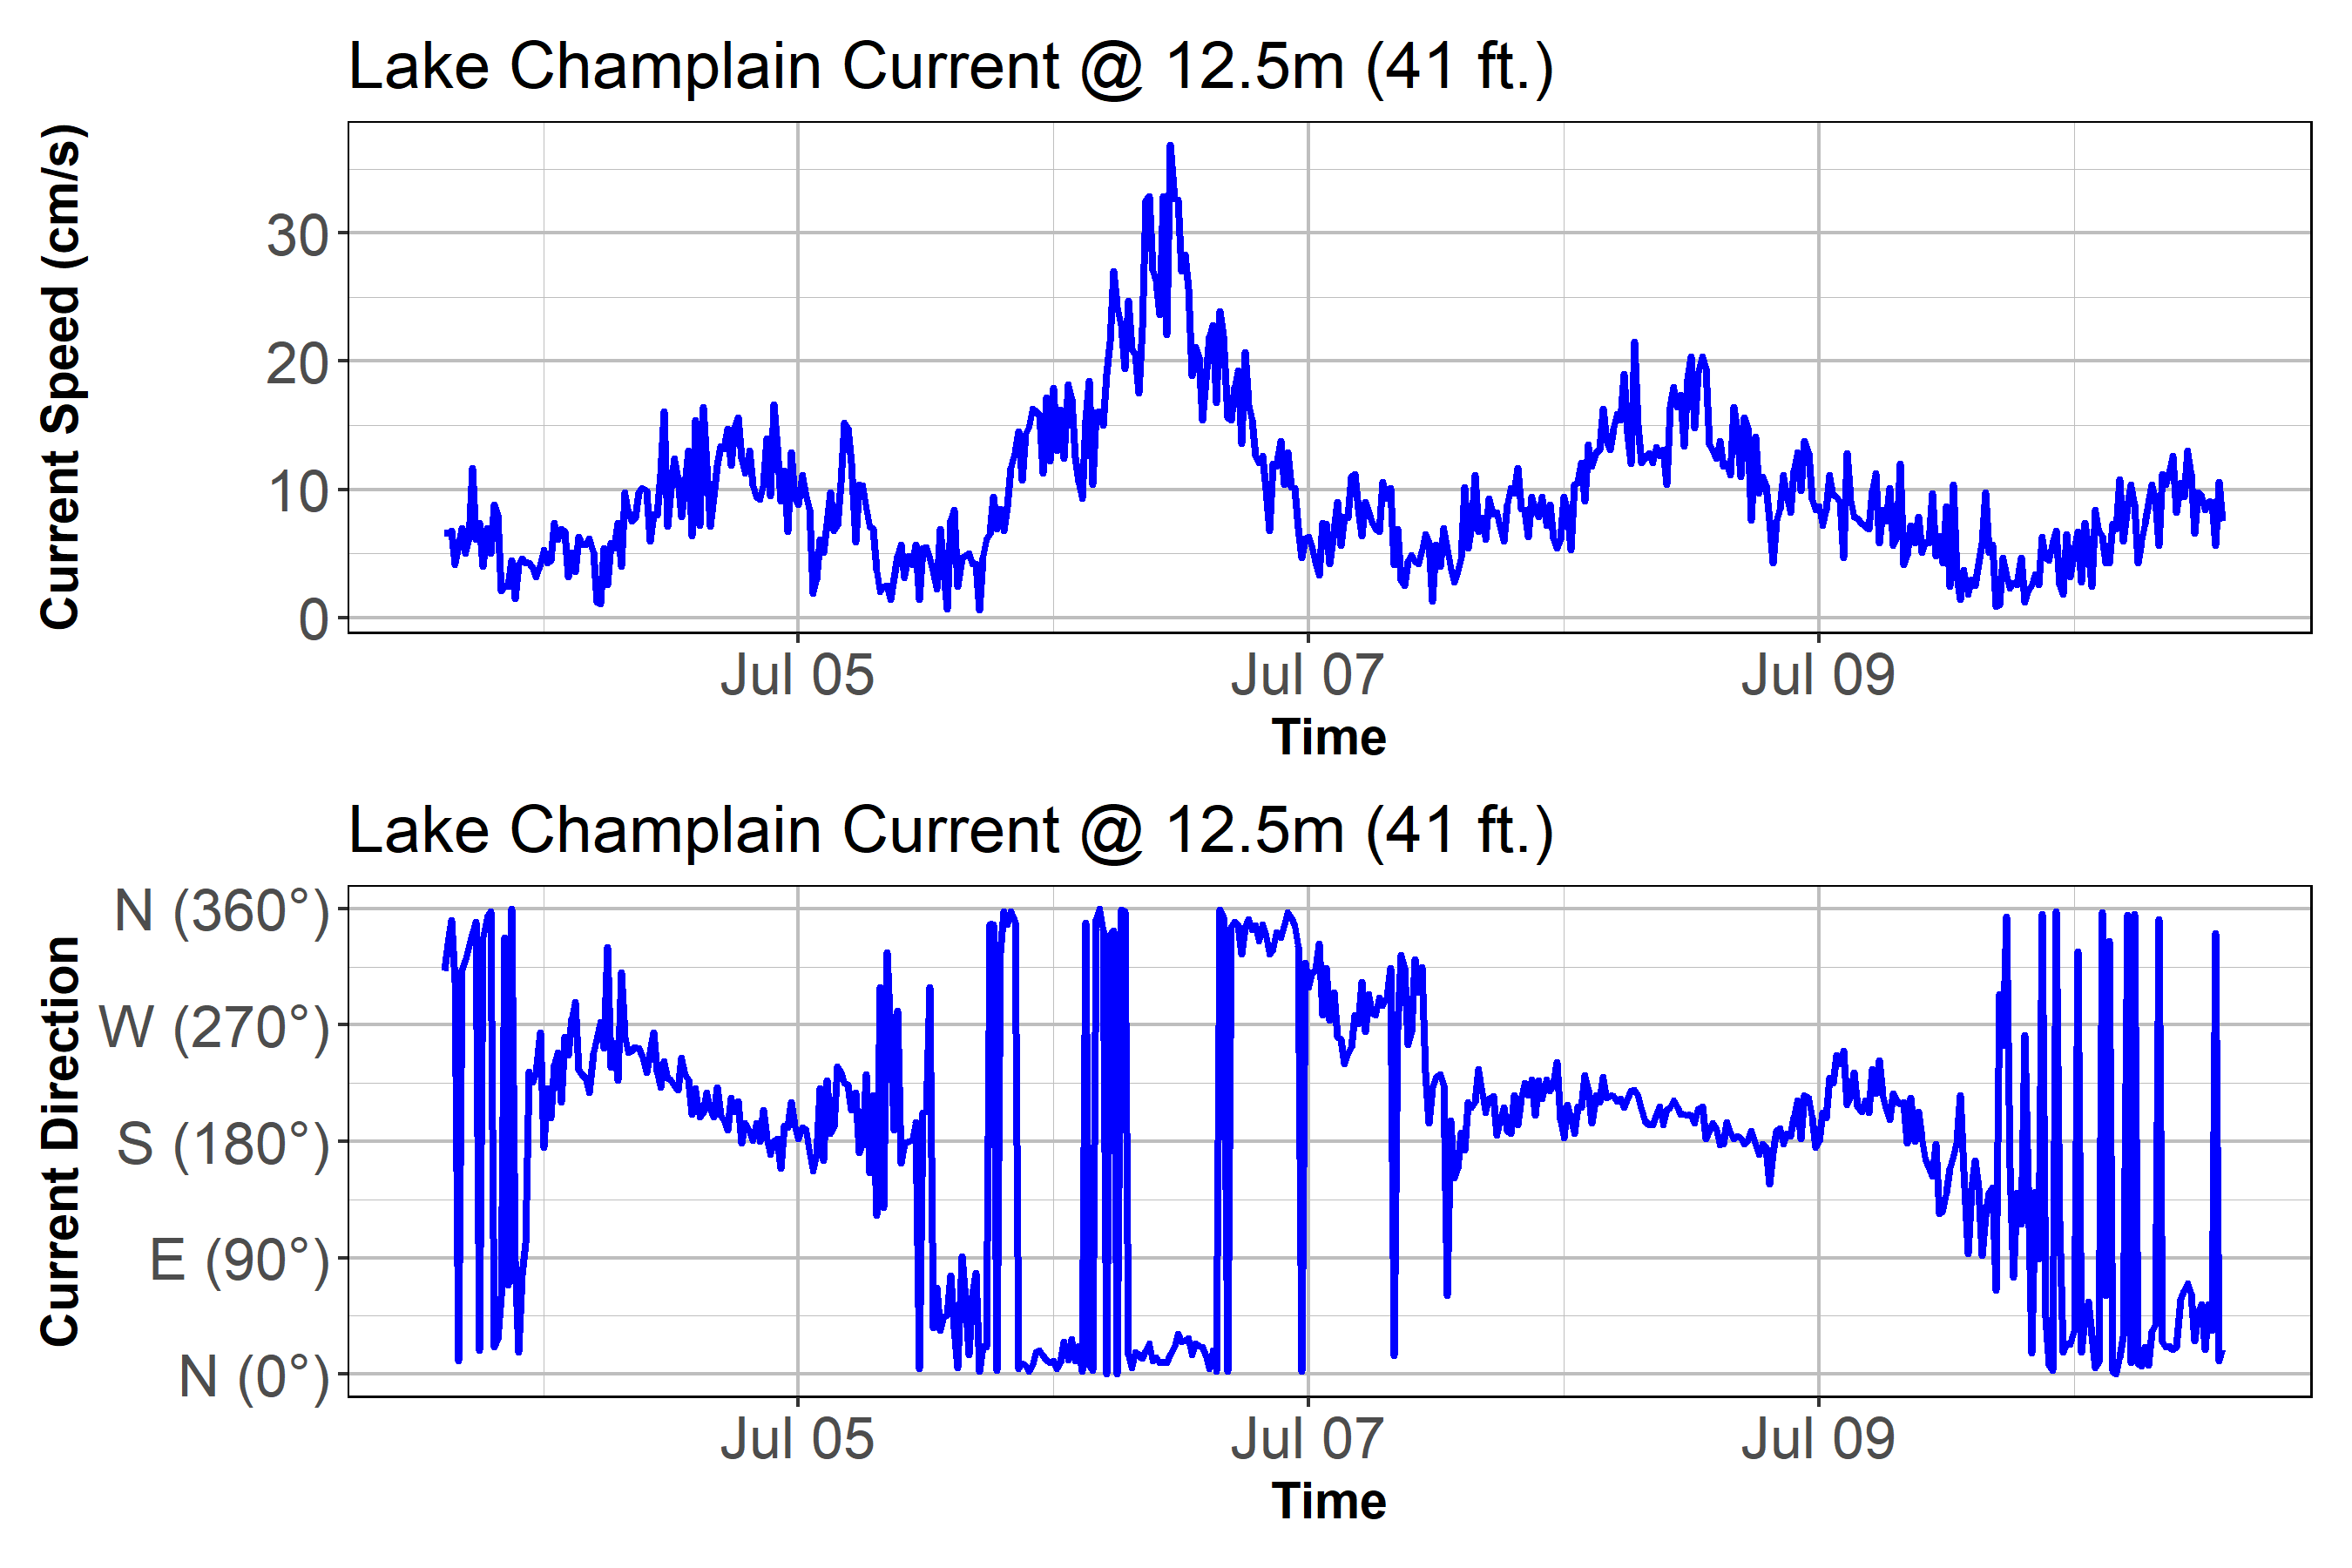 Lake Champlain Current @ 12.5m (41 ft.)
Current Speed (cm/s)
30
20
10
0
Jul 05 Jul 07 Jul 09
Time
Lake Champlain Current @ 12.5m (41 ft.)
Current Direction
N (360°)
W (270°)
S (180°)
E (90°)
N (0°)
Jul 05 Jul 07 Jul 09
Time